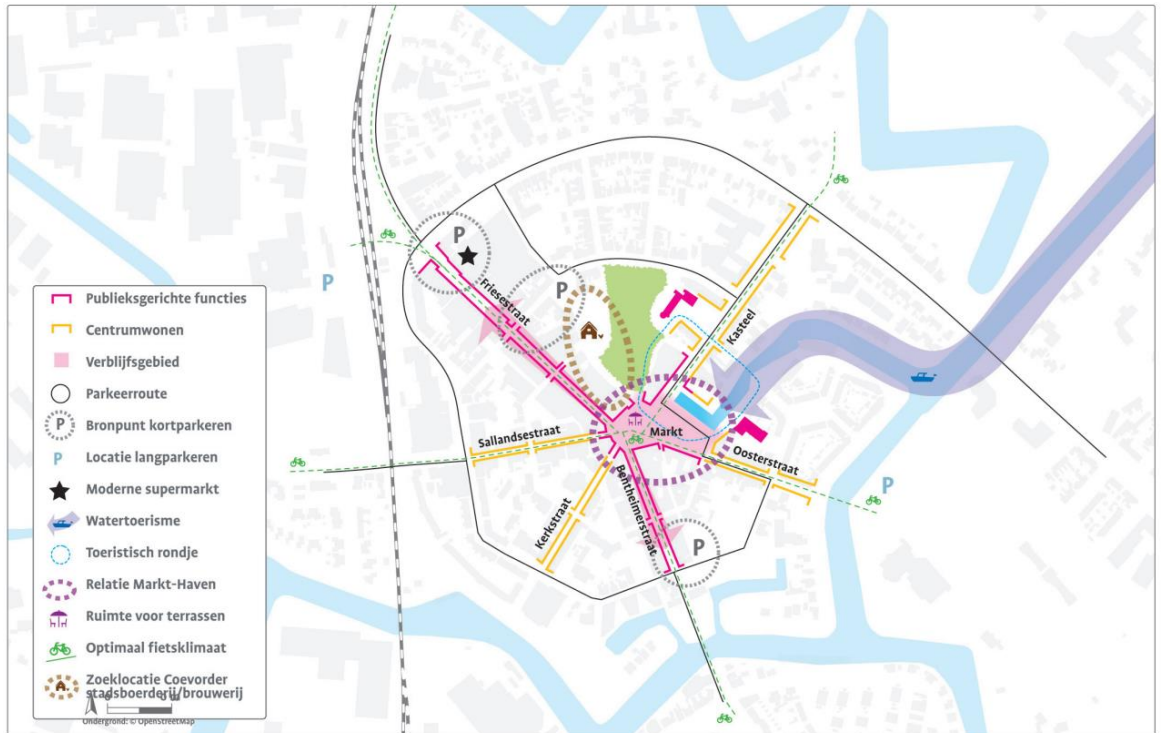 P
P
P
P
Friesestraat
Kasteel
Markt
Sallandsestraat
Oosterstraat
P
Kerkstraat
Bentheimerstraat
P
Publieksgerichte functies
Centrumwonen
Verblijfsgebied
Parkeerroute
P Bronpunt kortparkeren
P Locatie langparkeren
Moderne supermarkt
Watertoerisme
Toeristisch rondje
Relatie Markt-Haven
Ruimte voor terrassen
Optimaal fietsklimaat
Zoeklocatie Coevorder
stadsboerderij/brouwerij
Ondergrond: © OpenStreetMap